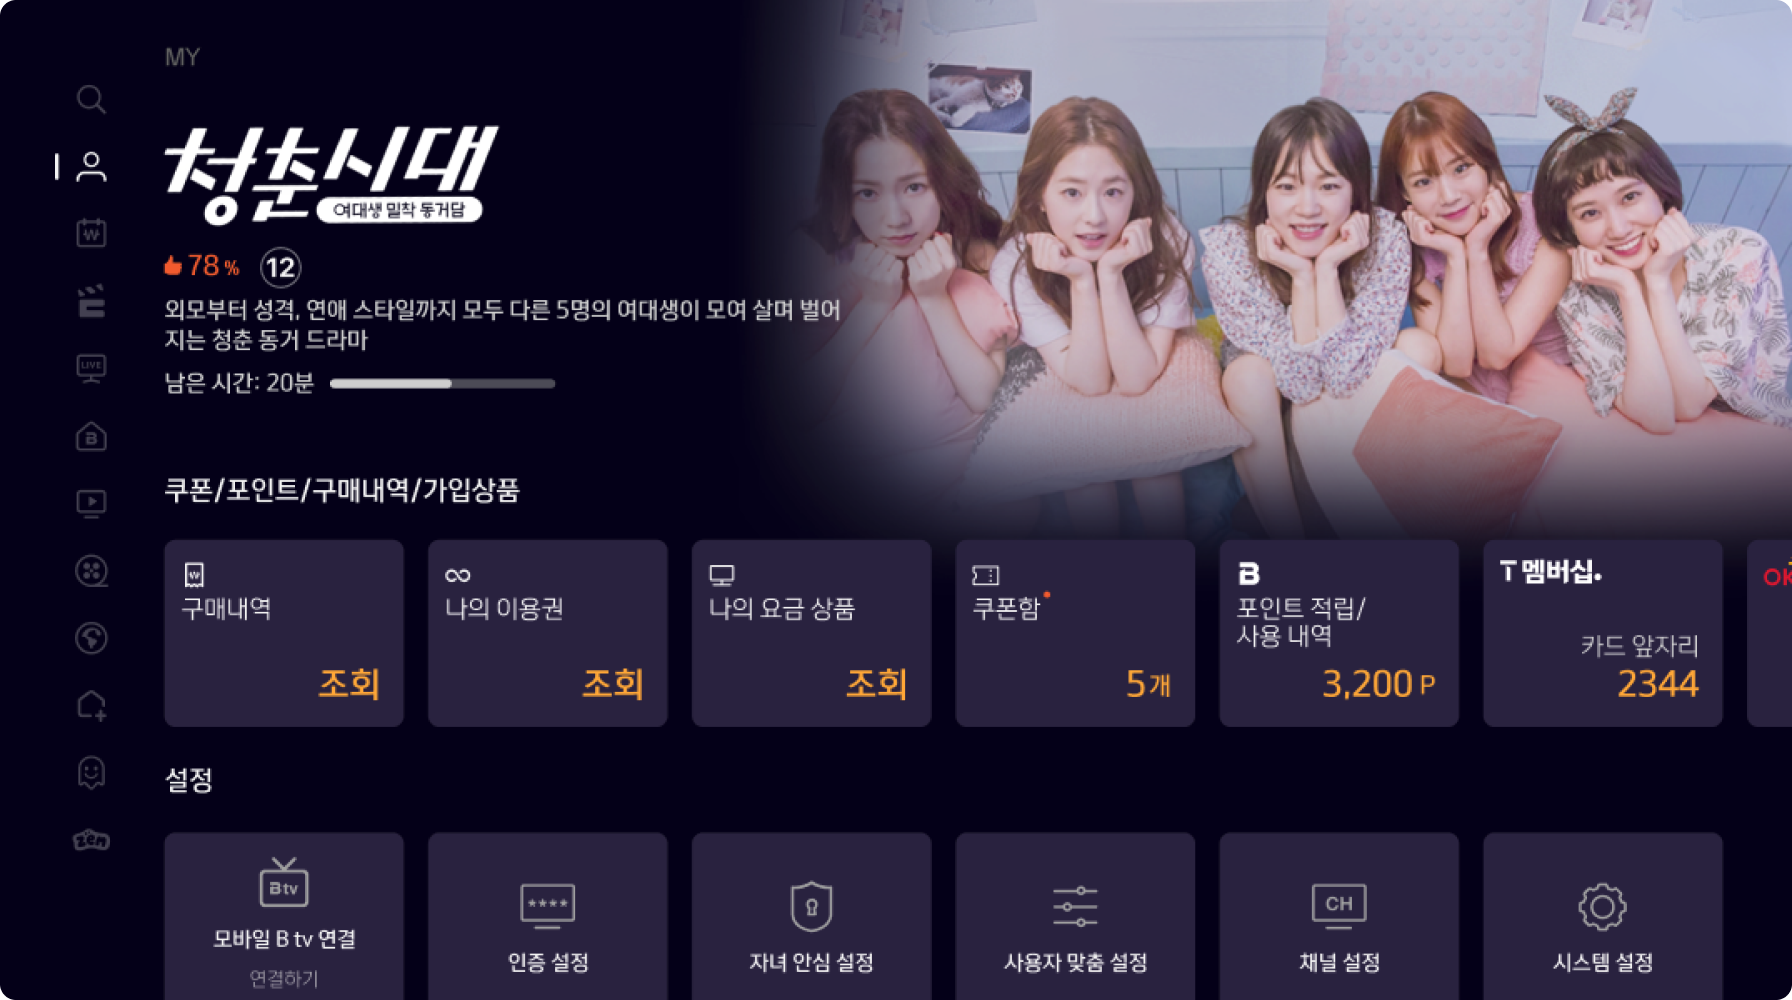 MY
청춘시대
여대생 밀착 동거담
78 %
12
외모부터 성격, 연애 스타일까지 모두 다른 5명의 여대생이 모여 살며 벌어
지는 청춘 동거 드라마
남은 시간: 20분
W
LIVE
B
쿠폰/포인트/구매내역/가입상품
W
구매내역
조회
나의 이용권
조회
나의 요금 상품
조회
쿠폰함
5개
B
포인트 적립/
사용 내역
3,200 P
T 멤버십.
카드 앞자리
2344
OK
설정
zem
B tv
모바일 B tv 연결
연결하기
****
인증 설정
자녀 안심 설정
사용자 맞춤 설정
CH
채널 설정
시스템 설정